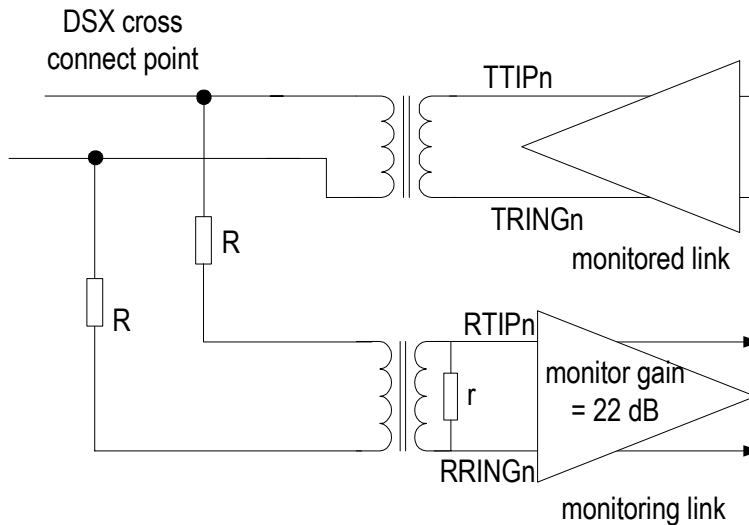 DSX cross
connect point
TTIPn
TRINGn
monitored link
R
R
RTIPn
monitor gain
= 22 dB
r
RRINGn
monitoring link